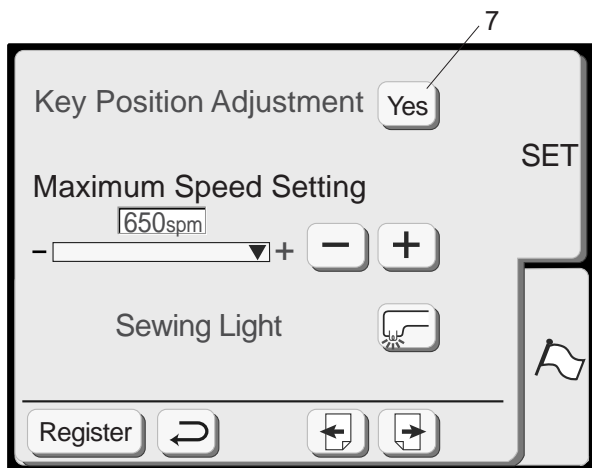 7
Key Position Adjustment Yes
SET
Maximum Speed Setting
650spm
- + − +
Sewing Light
Register